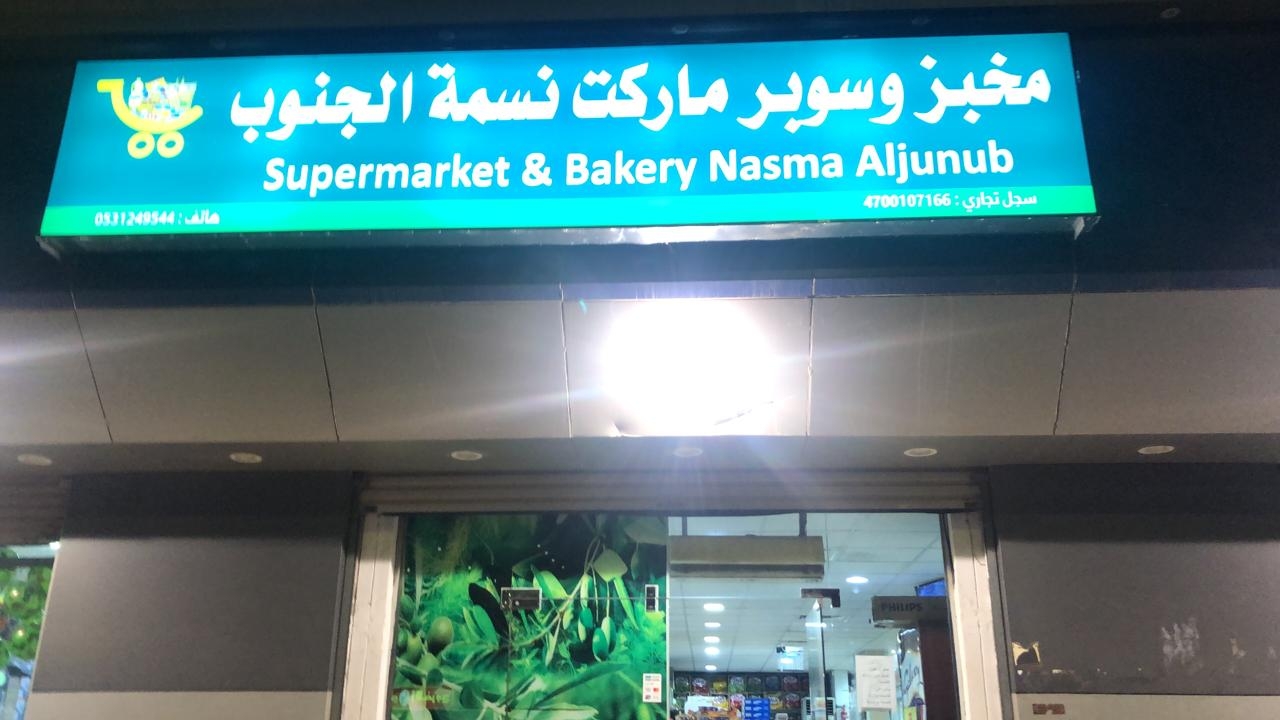 مخبز وسوبر ماركت نسمة الجنوب
Supermarket & Bakery Nasma Aljunub
سجل تجاري : 4700107166
هاتف : 0531249544
PHILIPS